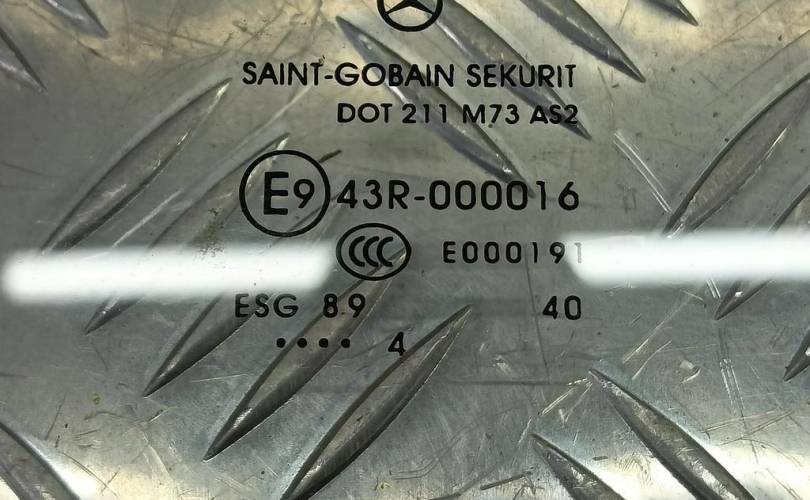 SAINT-GOBAIN SEKURIT
DOT 211 M73 AS2
E9 43R-000016
CCC E000191
ESG 89 40
•••• 4